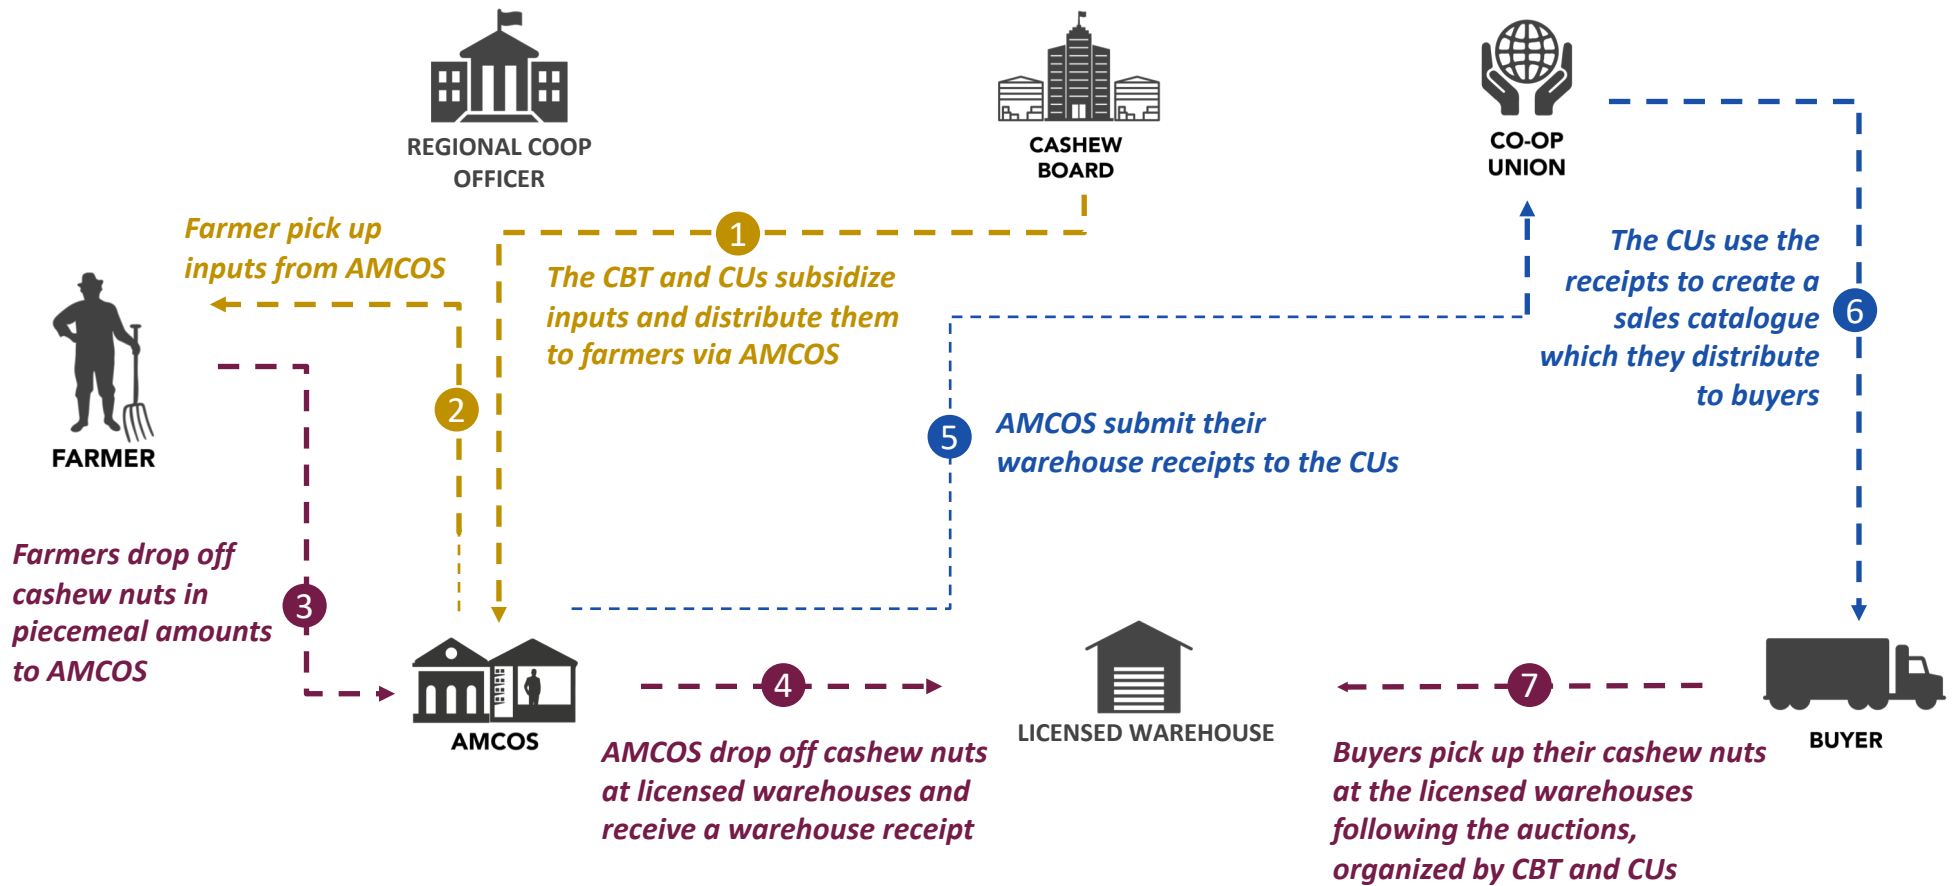 REGIONAL COOP
OFFICER
CASHEW
BOARD
CO-OP
UNION
Farmer pick up
inputs from AMCOS
1
The CBT and CUs subsidize
inputs and distribute them
to farmers via AMCOS
The CUs use the
receipts to create a
sales catalogue
which they distribute
to buyers
6
FARMER
2
5
AMCOS submit their
warehouse receipts to the CUs
Farmers drop off
cashew nuts in
piecemeal amounts
to AMCOS
3
AMCOS
4
AMCOS drop off cashew nuts
at licensed warehouses and
receive a warehouse receipt
LICENSED WAREHOUSE
7
Buyers pick up their cashew nuts
at the licensed warehouses
following the auctions,
organized by CBT and CUs
BUYER